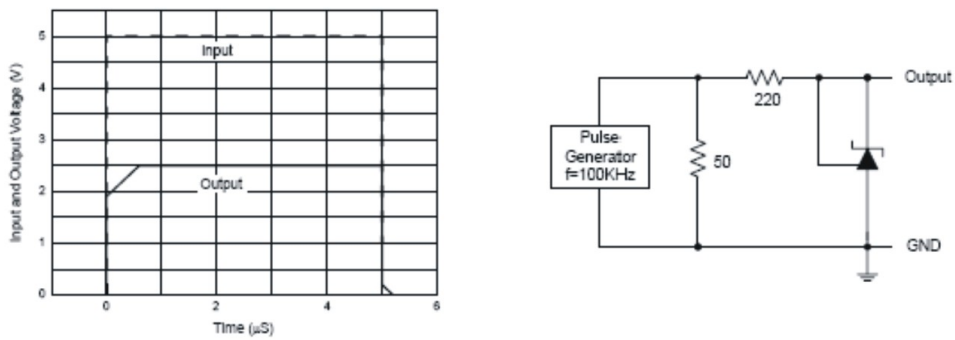 Input and Output Voltage (V)
5
4
3
2
1
0
Input
Output
0
2
4
6
Time (µS)
Pulse
Generator
f=100KHz
50
220
Output
GND